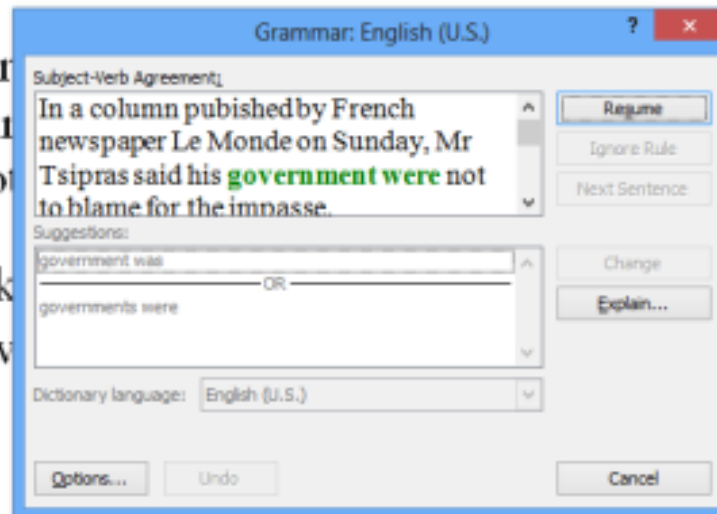 Grammar: English (U.S.)
? ×
Subject-Verb Agreement:
In a column pubished by French
newspaper Le Monde on Sunday, Mr
Tsipras said his government were not
to blame for the impasse.
Resume
Ignore Rule
Next Sentence
Suggestions:
government was
OR
governments were
Change
Explain...
Dictionary language: English (U.S.)
Options... Undo Cancel